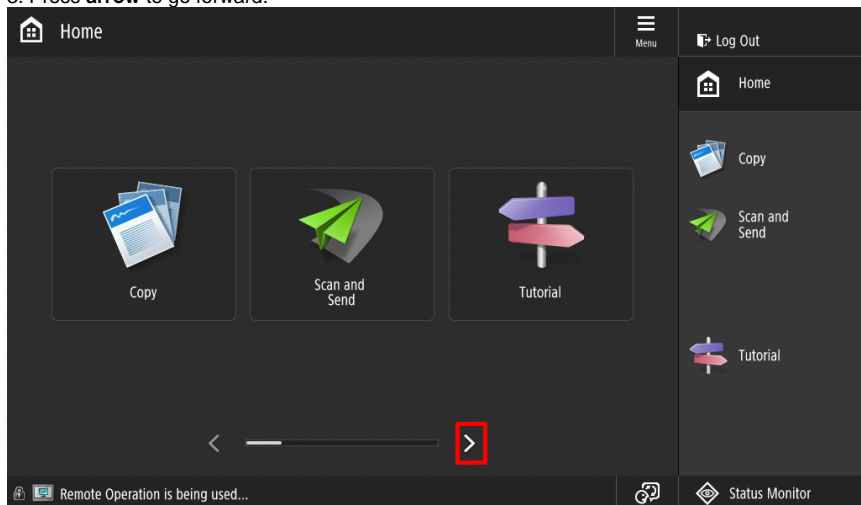 Press arrow to go forward.
Home
Menu
Log Out
Home
Copy
Scan and
Send
Tutorial
Copy
Scan and
Send
Tutorial
Remote Operation is being used...
Status Monitor